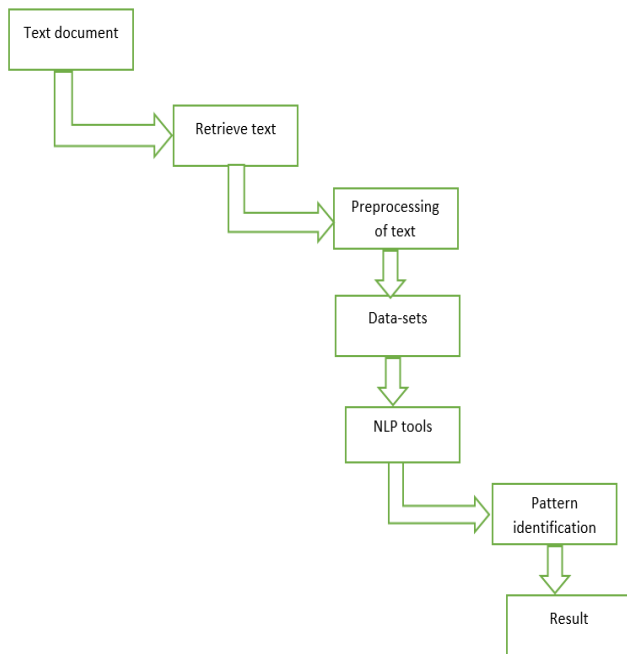 Text document
Retrieve text
Preprocessing
of text
Data-sets
NLP tools
Pattern
identification
Result